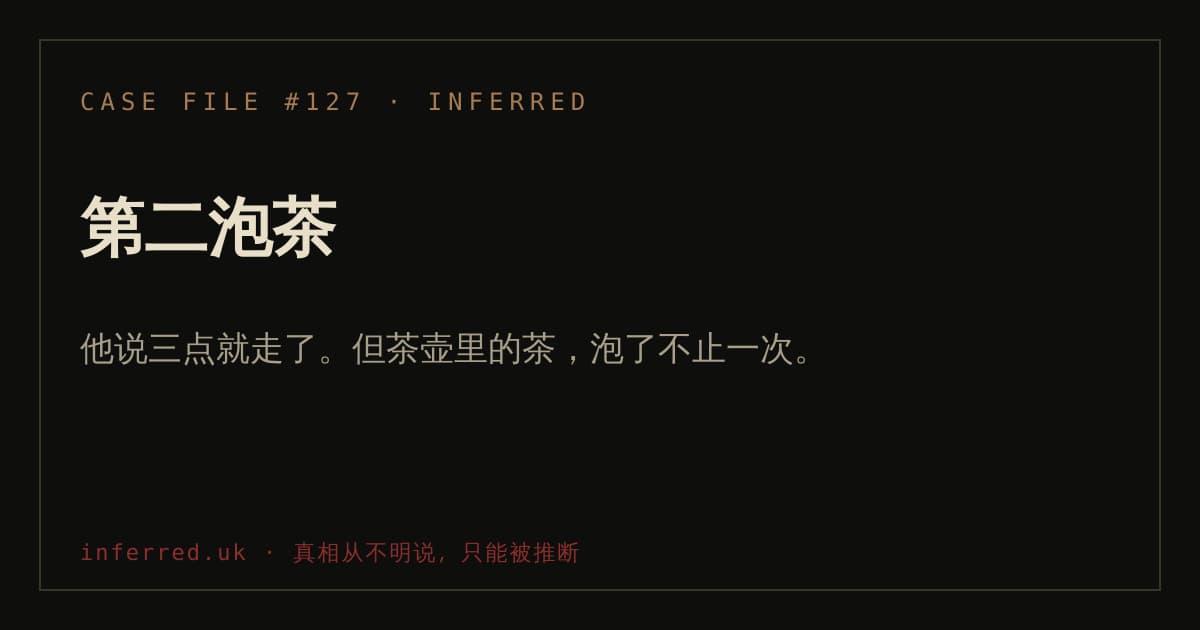 CASE FILE #127 · INFERRED
第二泡茶
他说三点就走了。但茶壶里的茶，泡了不止一次。
inferred.uk · 真相从不明说，只能被推断